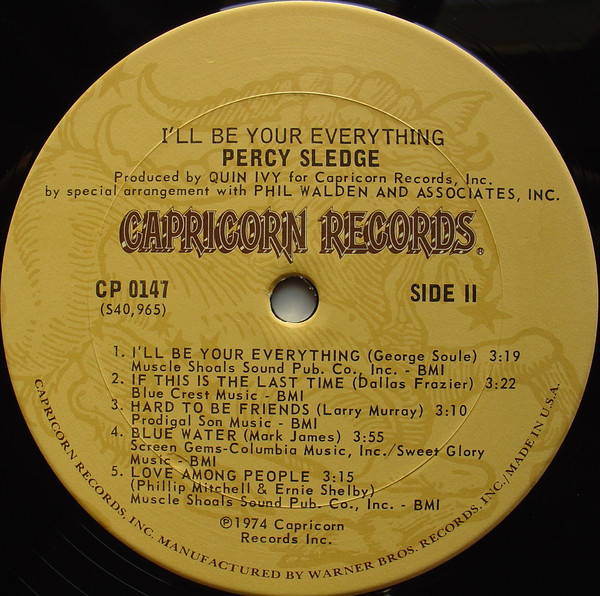 I'LL BE YOUR EVERYTHING
PERCY SLEDGE
Produced by QUIN IVY for Capricorn Records, Inc.
by special arrangement with PHIL WALDEN AND ASSOCIATES, INC.
CAPRICORN RECORDS®
CP 0147
(S40,965)
SIDE II
1. I'LL BE YOUR EVERYTHING (George Soule) 3:19
Muscle Shoals Sound Pub. Co., Inc. - BMI
2. IF THIS IS THE LAST TIME (Dallas Frazier) 3:22
Blue Crest Music - BMI
3. HARD TO BE FRIENDS (Larry Murray) 3:10
Prodigal Son Music - BMI
4. BLUE WATER (Mark James) 3:55
Screen Gems-Columbia Music, Inc./Sweet Glory
Music - BMI
5. LOVE AMONG PEOPLE 3:15
(Phillip Mitchell & Ernie Shelby)
Muscle Shoals Sound Pub. Co., Inc. - BMI
℗1974 Capricorn
Records Inc.
CAPRICORN RECORDS, INC. MANUFACTURED BY WARNER BROS. RECORDS, INC./MADE IN U.S.A.